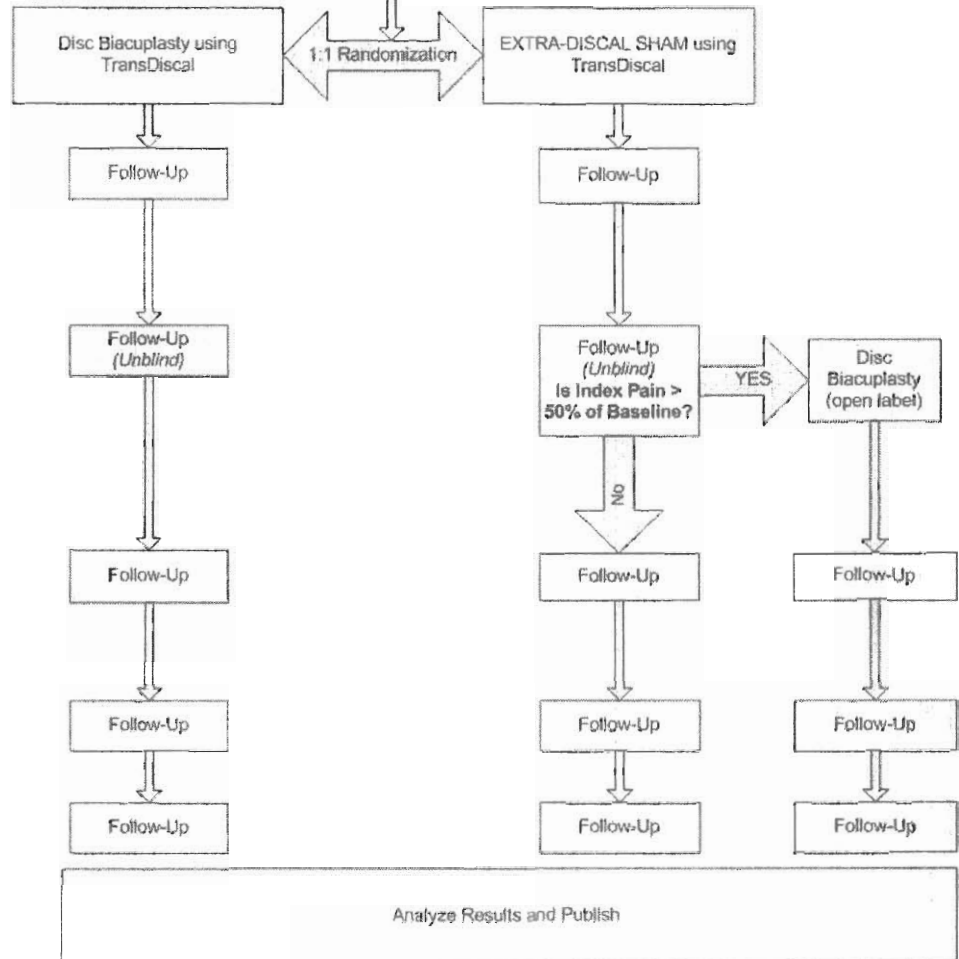 Disc Biacuplasty using
TransDiscal
1:1 Randomization
EXTRA-DISCAL SHAM using
TransDiscal
Follow-Up
Follow-Up
Follow-Up
(Unblind)
Follow-Up
(Unblind)
Is Index Pain >
50% of Baseline?
YES
Disc
Biacuplasty
(open label)
No
Follow-Up
Follow-Up
Follow-Up
Follow-Up
Follow-Up
Follow-Up
Follow-Up
Follow-Up
Follow-Up
Analyze Results and Publish